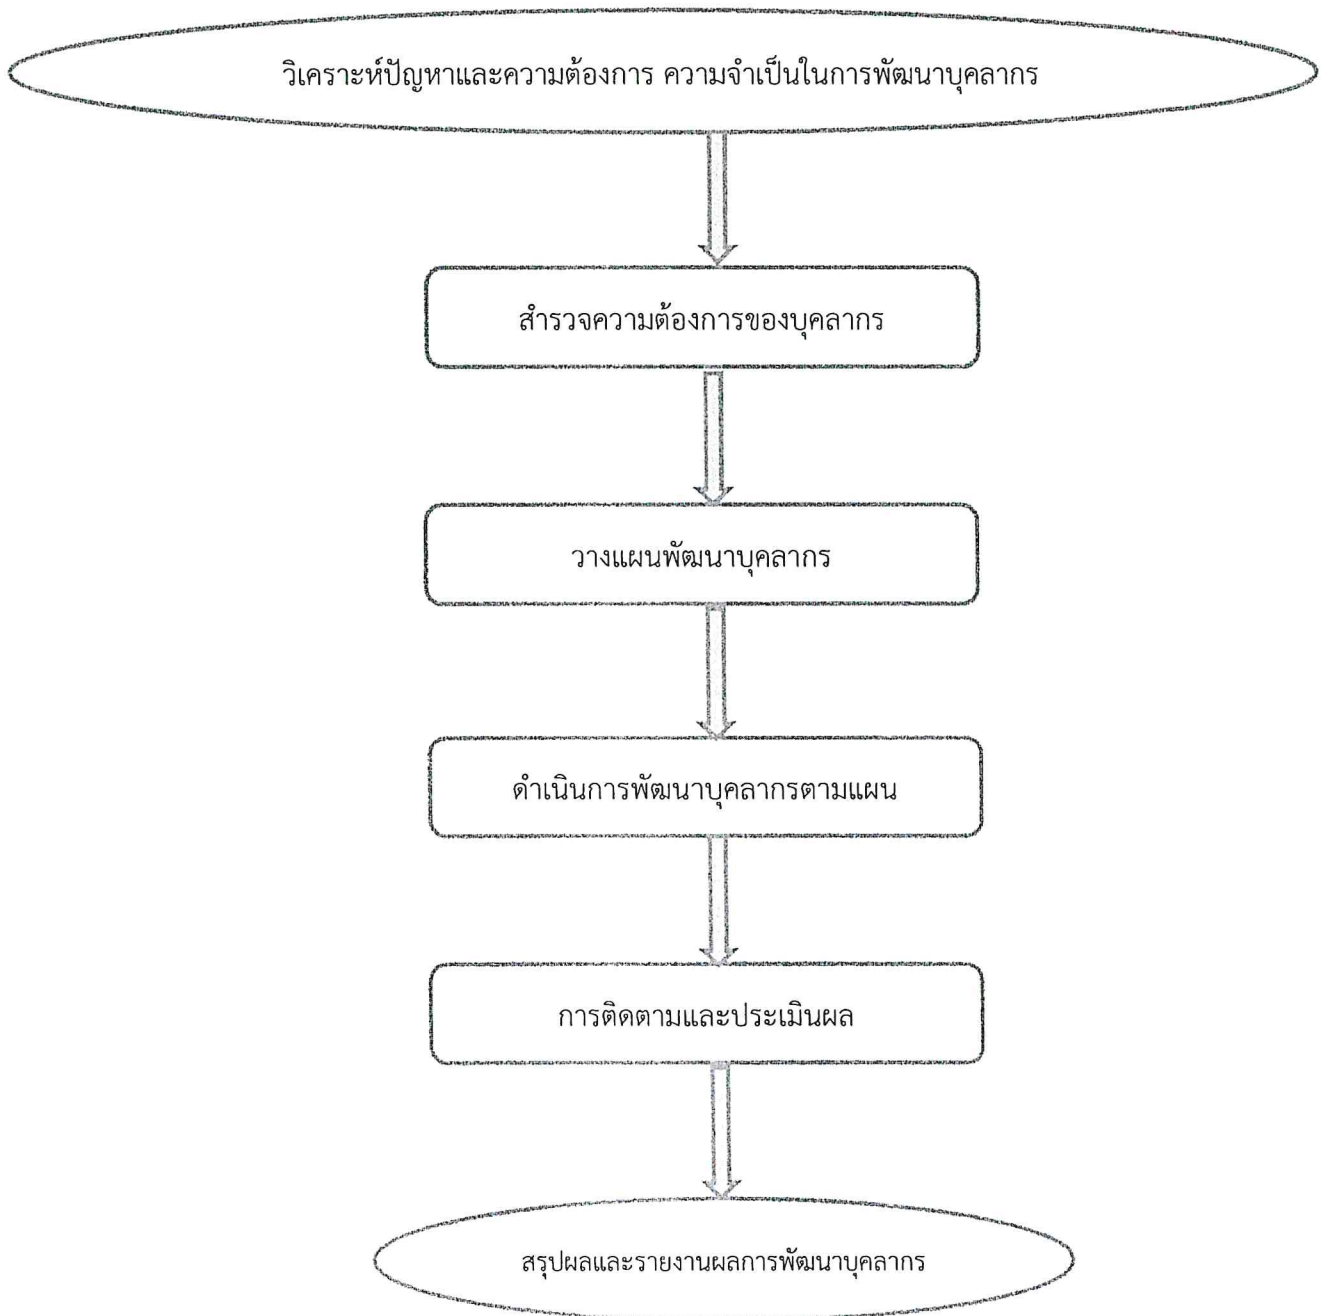 วิเคราะห์ปัญหาและความต้องการ ความจำเป็นในการพัฒนาบุคลากร
สำรวจความต้องการของบุคลากร
วางแผนพัฒนาบุคลากร
ดำเนินการพัฒนาบุคลากรตามแผน
การติดตามและประเมินผล
สรุปผลและรายงานผลการพัฒนาบุคลากร